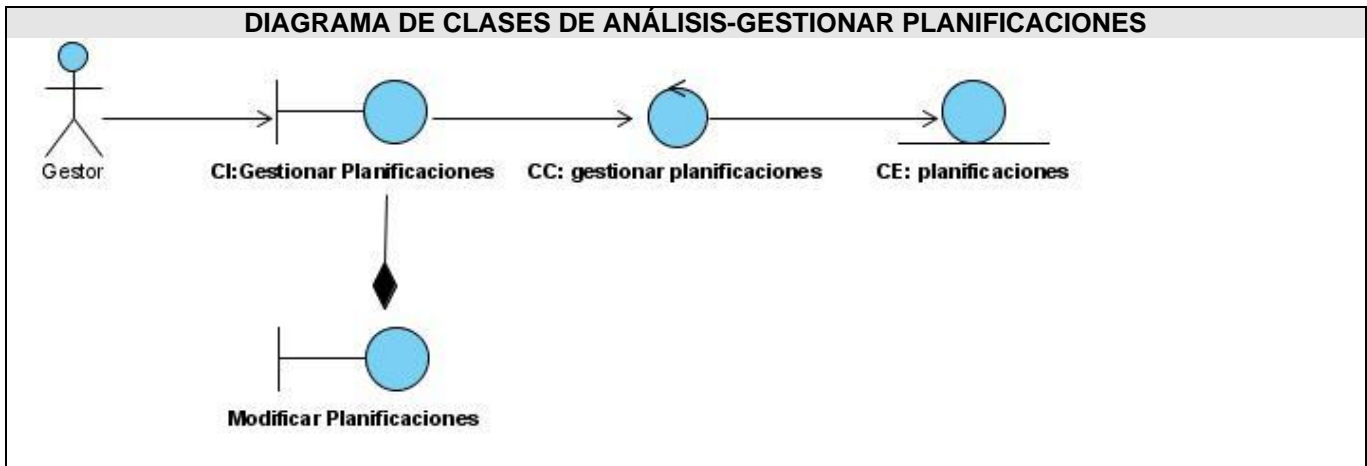 DIAGRAMA DE CLASES DE ANÁLISIS-GESTIONAR PLANIFICACIONES
Gestor
CI:Gestionar Planificaciones
CC: gestionar planificaciones
CE: planificaciones
Modificar Planificaciones